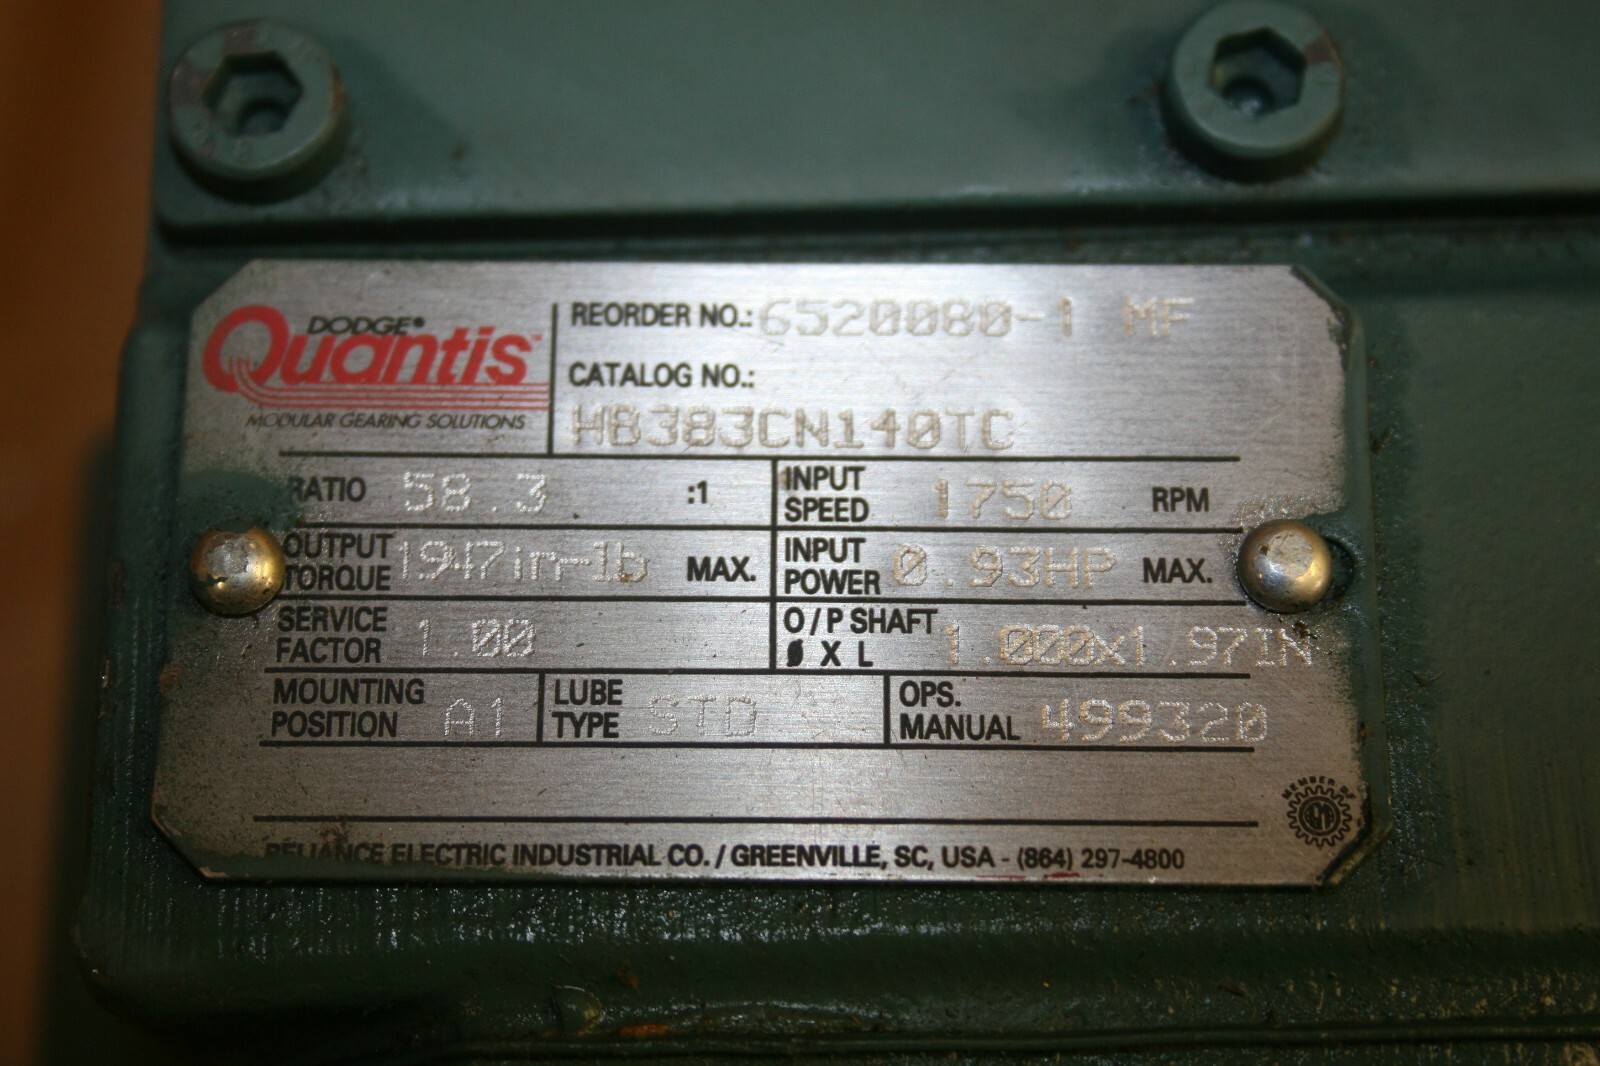 DODGE®
Quantis™
MODULAR GEARING SOLUTIONS
REORDER NO.: 6520080-1 MF
CATALOG NO.:
HB383CN140TC
RATIO 58.3 :1
INPUT SPEED 1750 RPM
OUTPUT TORQUE 1947in-lb MAX.
INPUT POWER 0.93HP MAX.
SERVICE FACTOR 1.00
O/P SHAFT Ø X L 1.000x1.97IN
MOUNTING POSITION A1
LUBE TYPE STD
OPS. MANUAL 499320
MEMBER OF
RELIANCE ELECTRIC INDUSTRIAL CO. / GREENVILLE, SC, USA - (864) 297-4800